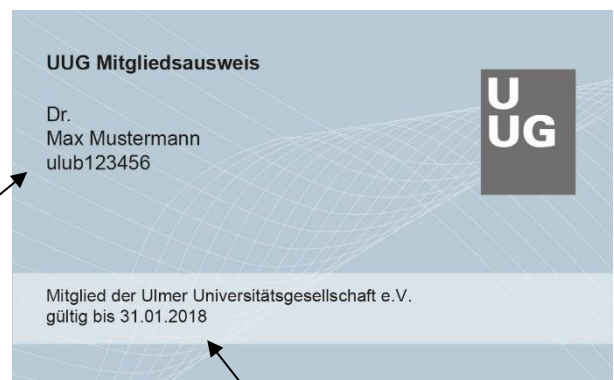 UUG Mitgliedsausweis
Dr.
Max Mustermann
ulub123456
U
UG
Mitglied der Ulmer Universitätsgesellschaft e.V.
gültig bis 31.01.2018